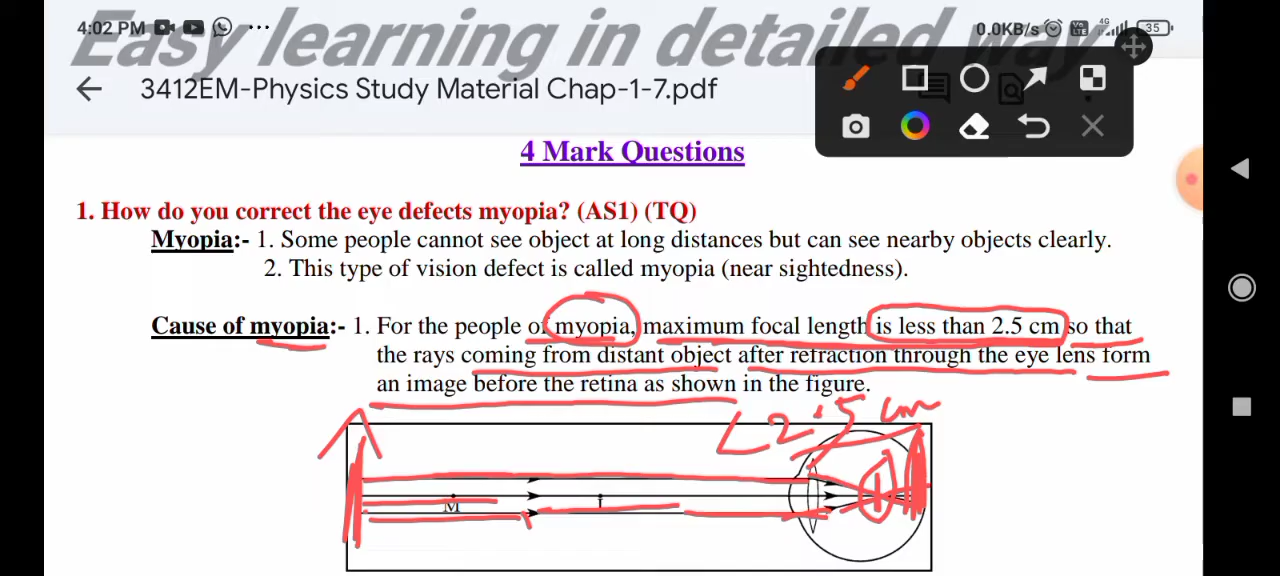 Easy learning in detailed way
4:02 PM ··· 0.0KB/s 4G 35
3412EM-Physics Study Material Chap-1-7.pdf
4 Mark Questions
1. How do you correct the eye defects myopia? (AS1) (TQ)
Myopia:- 1. Some people cannot see object at long distances but can see nearby objects clearly.
2. This type of vision defect is called myopia (near sightedness).
Cause of myopia:- 1. For the people of myopia, maximum focal length is less than 2.5 cm so that
the rays coming from distant object after refraction through the eye lens form
an image before the retina as shown in the figure.
< 2.5 cm
M L